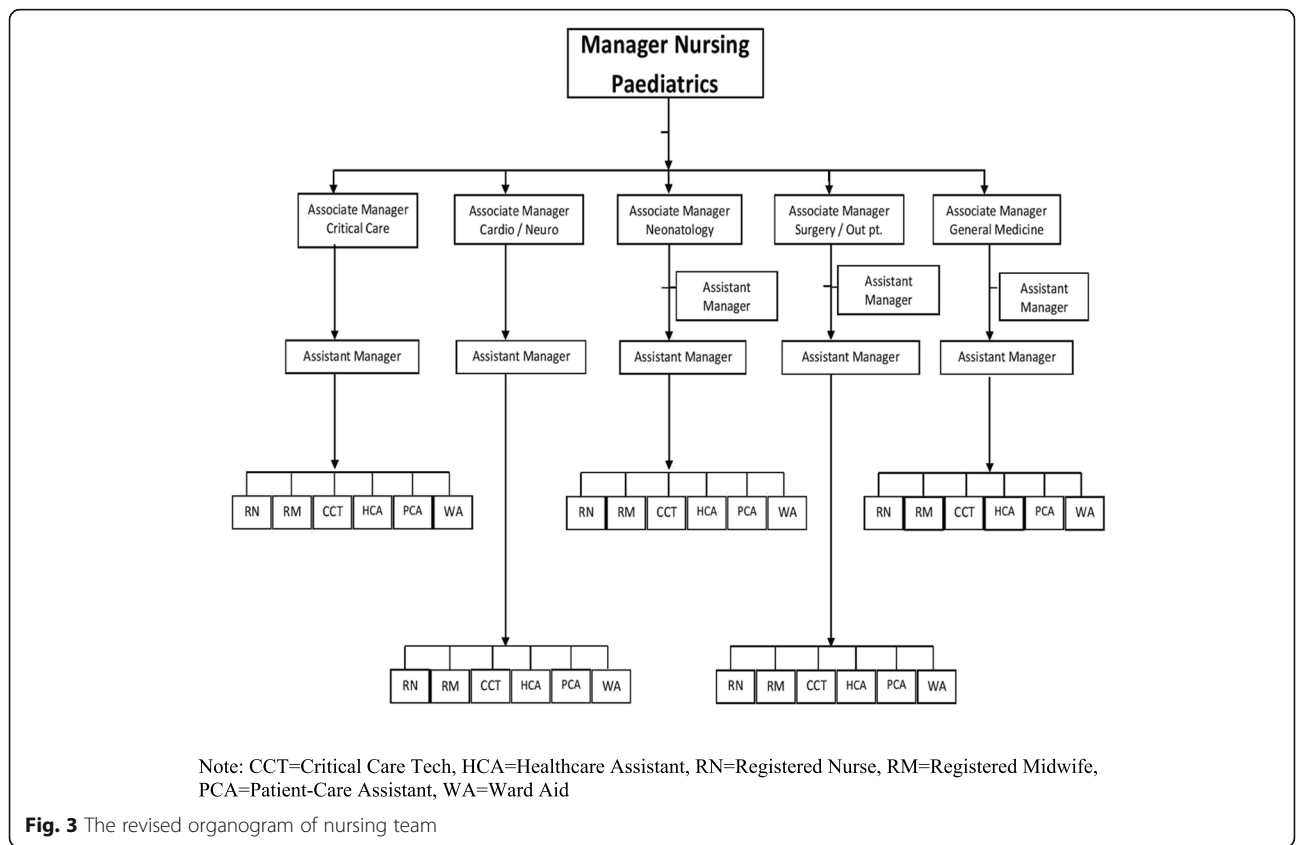 Manager Nursing
Paediatrics
Associate Manager
Critical Care
Associate Manager
Cardio / Neuro
Associate Manager
Neonatology
Associate Manager
Surgery / Out pt.
Associate Manager
General Medicine
Assistant
Manager
Assistant
Manager
Assistant
Manager
Assistant Manager
Assistant Manager
Assistant Manager
Assistant Manager
Assistant Manager
RN RM CCT HCA PCA WA
RN RM CCT HCA PCA WA
RN RM CCT HCA PCA WA
RN RM CCT HCA PCA WA
RN RM CCT HCA PCA WA
Note: CCT=Critical Care Tech, HCA=Healthcare Assistant, RN=Registered Nurse, RM=Registered Midwife,
PCA=Patient-Care Assistant, WA=Ward Aid
Fig. 3 The revised organogram of nursing team